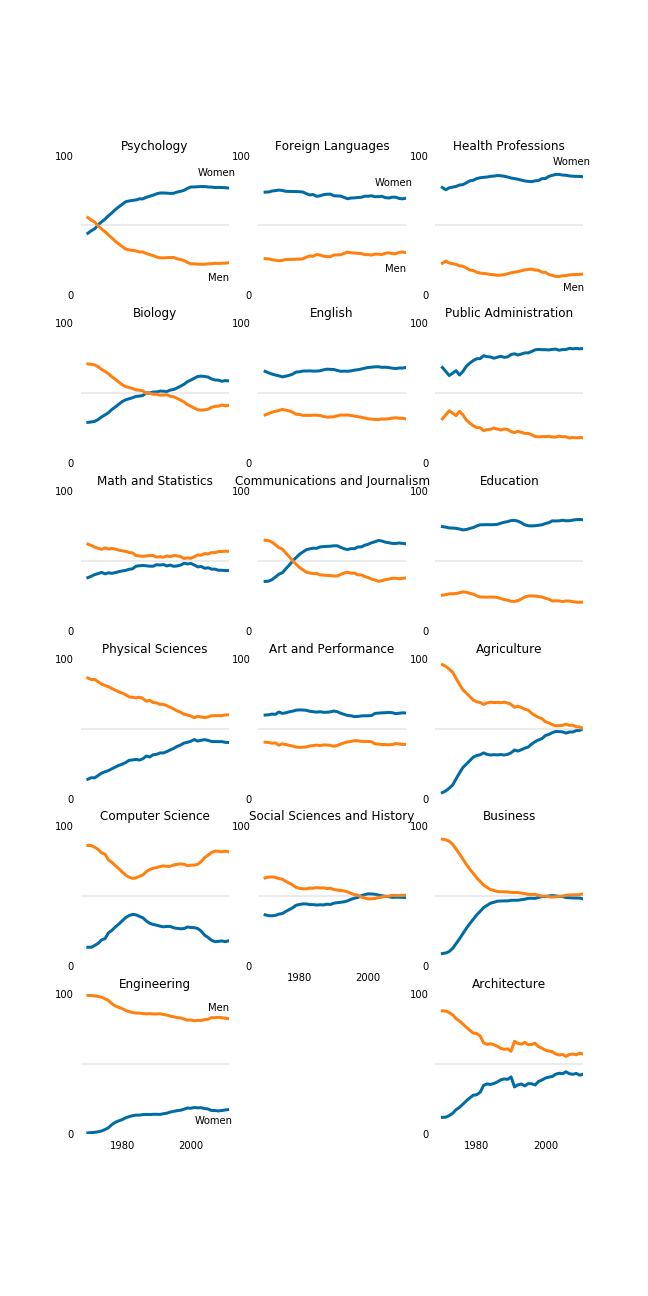 Psychology
100
Women
Men
0
Foreign Languages
100
Women
Men
0
Health Professions
100
Women
Men
0
Biology
100
0
English
100
0
Public Administration
100
0
Math and Statistics
100
0
Communications and Journalism
100
0
Education
100
0
Physical Sciences
100
0
Art and Performance
100
0
Agriculture
100
0
Computer Science
100
0
Social Sciences and History
100
0
1980 2000
Business
100
0
Engineering
100
Men
Women
0
1980 2000
Architecture
100
0
1980 2000